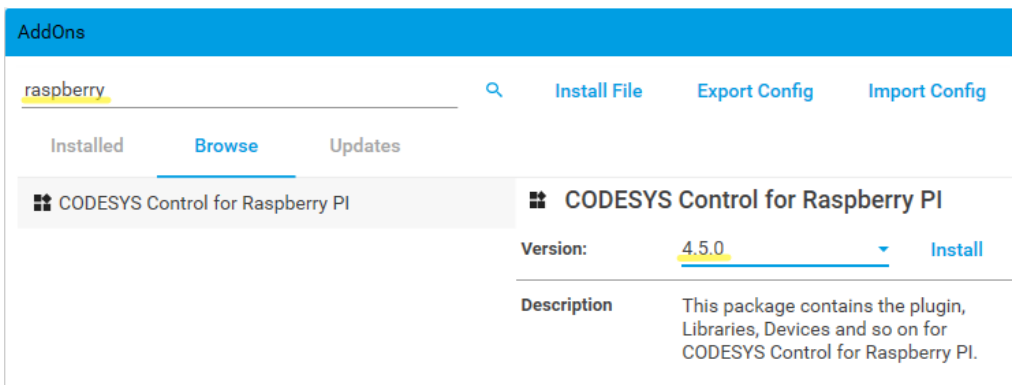 AddOns
raspberry
Install File
Export Config
Import Config
Installed
Browse
Updates
CODESYS Control for Raspberry PI
CODESYS Control for Raspberry PI
Version:
4.5.0
Install
Description
This package contains the plugin,
Libraries, Devices and so on for
CODESYS Control for Raspberry PI.